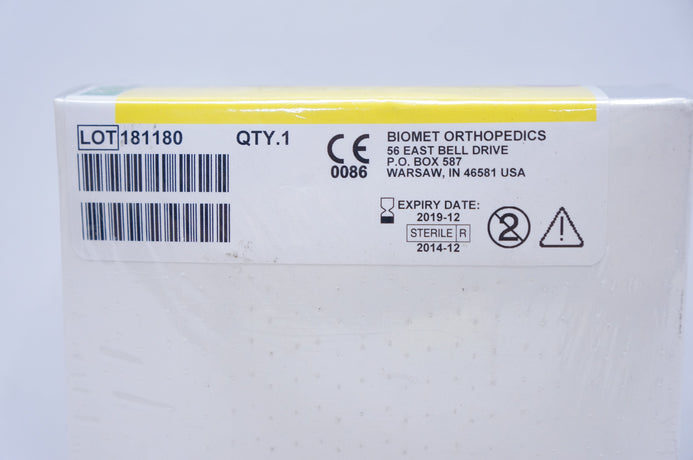 LOT 181180 QTY.1
CE
0086
BIOMET ORTHOPEDICS
56 EAST BELL DRIVE
P.O. BOX 587
WARSAW, IN 46581 USA
EXPIRY DATE:
2019-12
STERILE R
2014-12
2